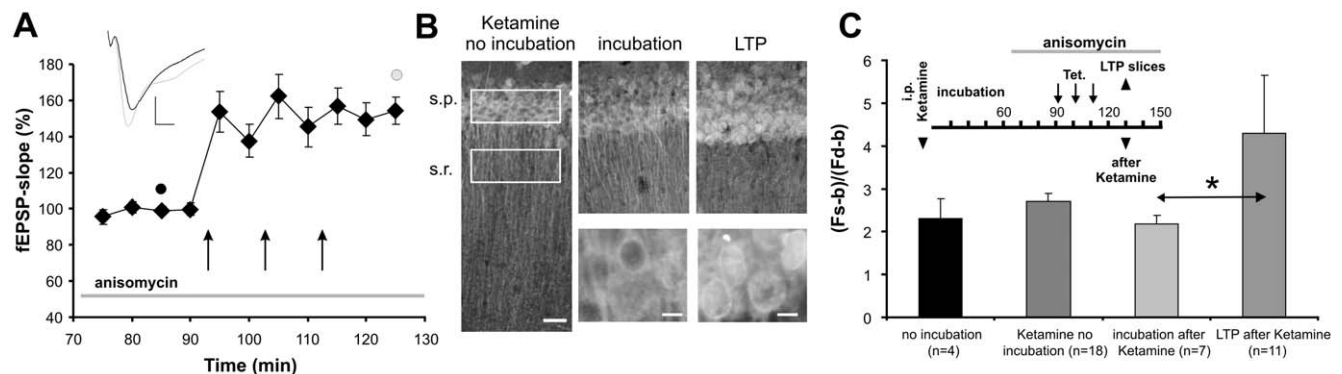 A
fEPSP-slope (%)
180
160
140
120
100
80
60
40
anisomycin
70
80
90
100
110
120
130
Time (min)
B
Ketamine
no incubation
incubation
LTP
s.p.
s.r.
C
(Fs-b)/(Fd-b)
7
6
5
4
3
2
1
0
anisomycin
i.p.
Ketamine
incubation
Tet.
LTP slices
30
60
90
120
150
after
Ketamine
*
no incubation
(n=4)
Ketamine no
incubation (n=18)
incubation after
Ketamine (n=7)
LTP after Ketamine
(n=11)